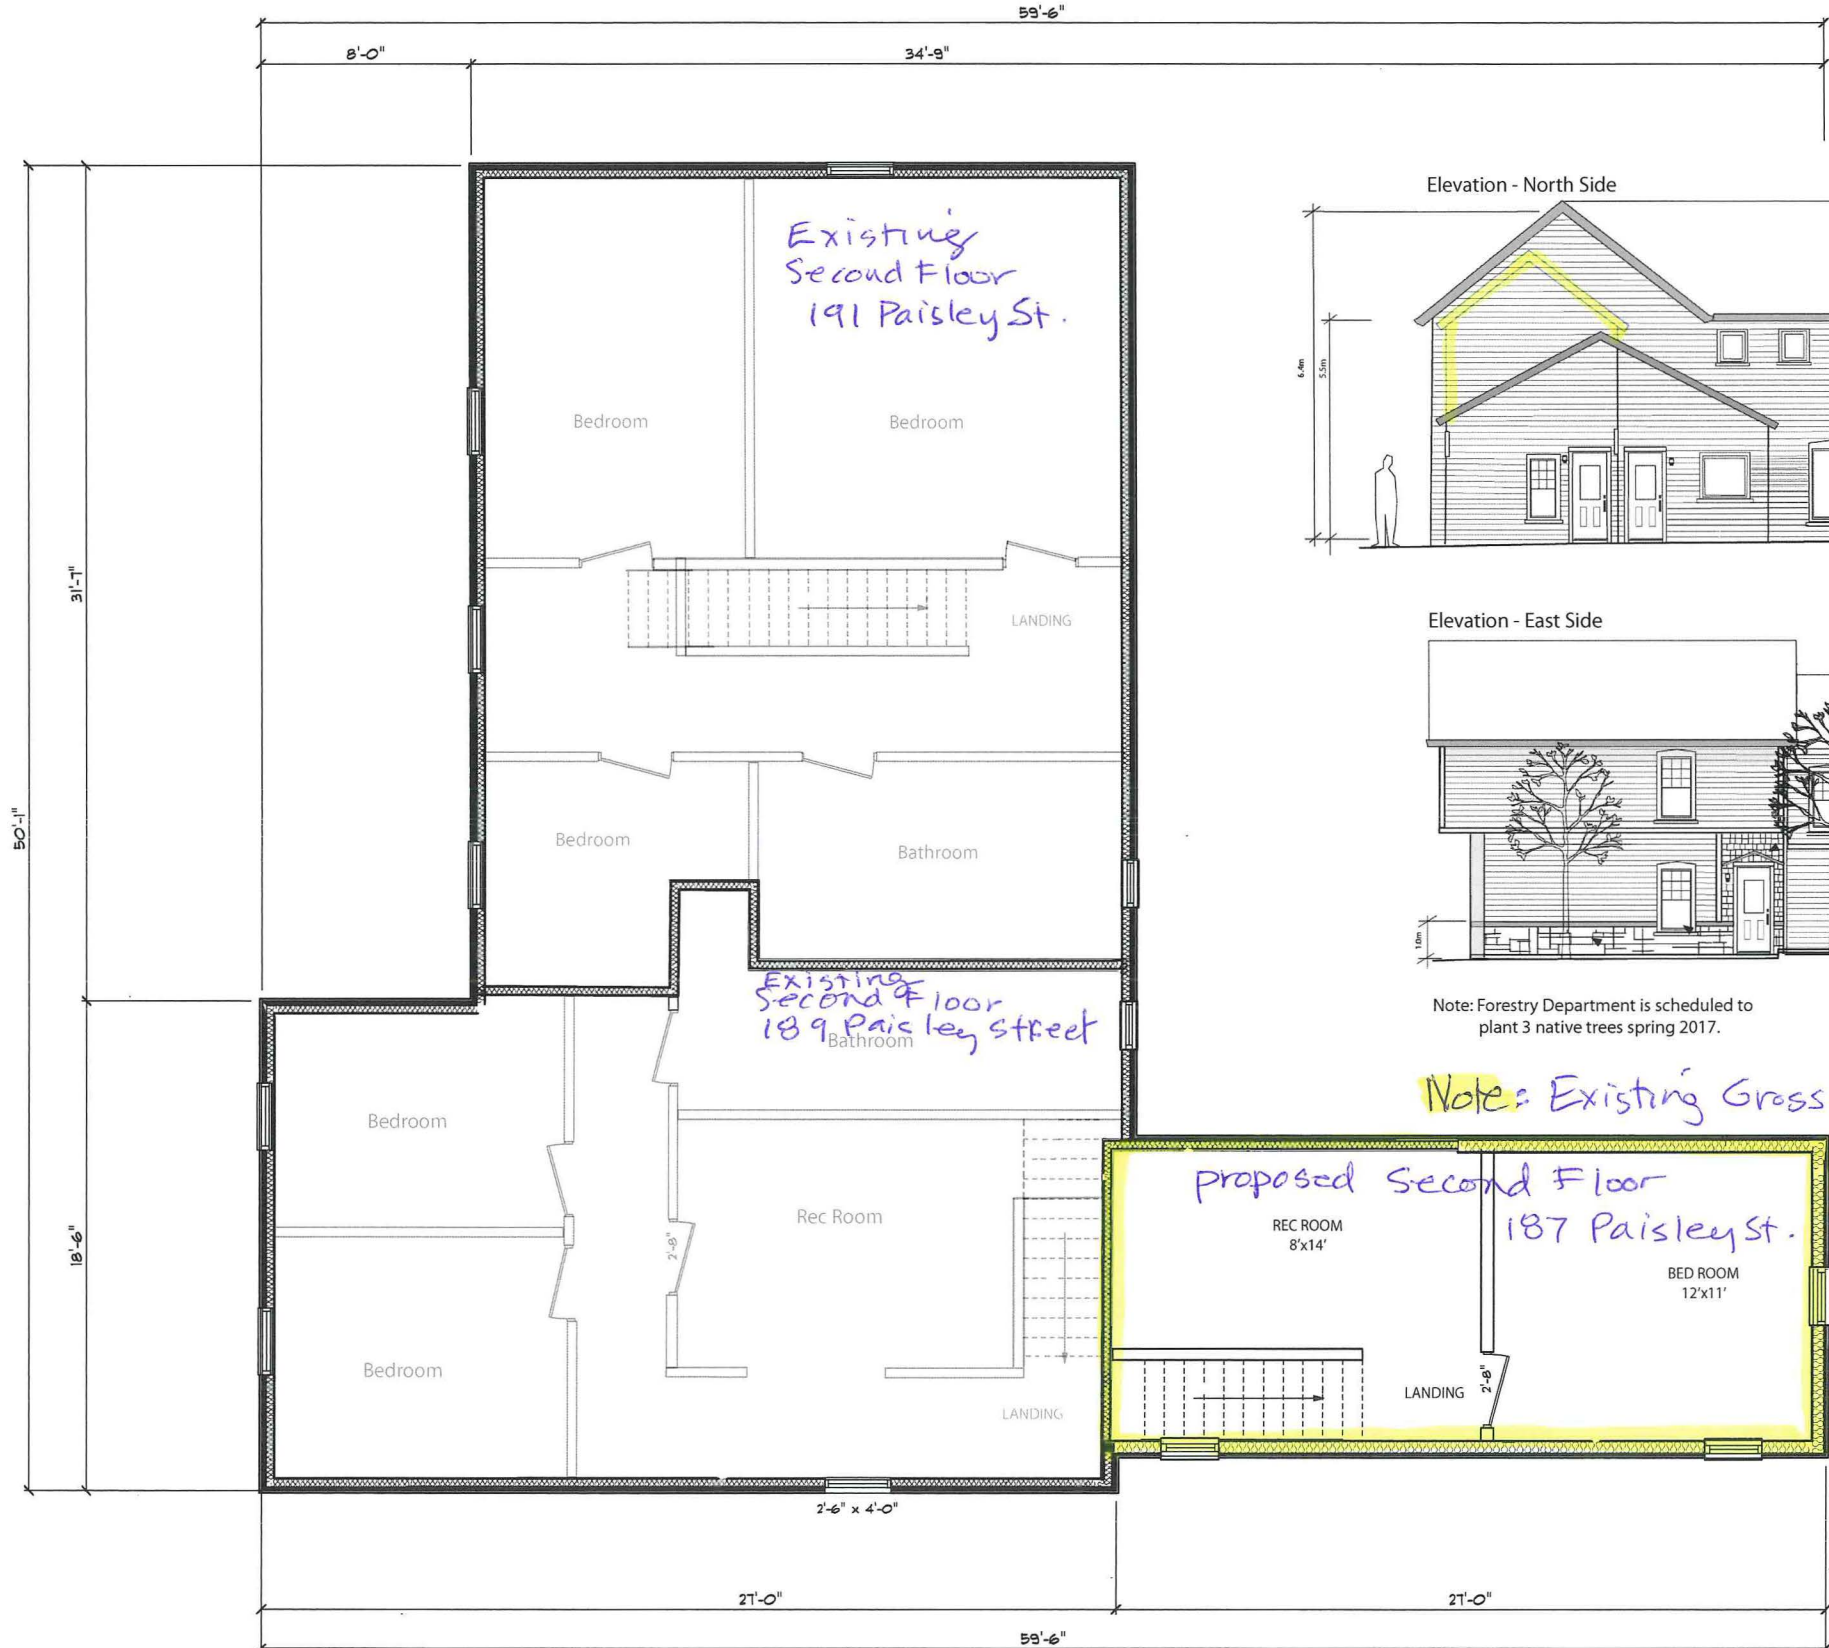 59'-6"
8'-0"
34'-9"
Elevation - North Side
Existing
Second Floor
191 Paisley St.
6.4m
5.5m
Bedroom
Bedroom
31'-7"
LANDING
Elevation - East Side
50'-1"
Bedroom
Bathroom
1.0m
Existing
Second Floor
189 Paisley Street
Bathroom
Note: Forestry Department is scheduled to
plant 3 native trees spring 2017.
Note: Existing Gross
Bedroom
proposed Second Floor
187 Paisley St.
Rec Room
REC ROOM
8'x14'
18'-6"
2'-8"
BED ROOM
12'x11'
Bedroom
LANDING
2'-8"
LANDING
2'-6" x 4'-0"
27'-0"
27'-0"
59'-6"